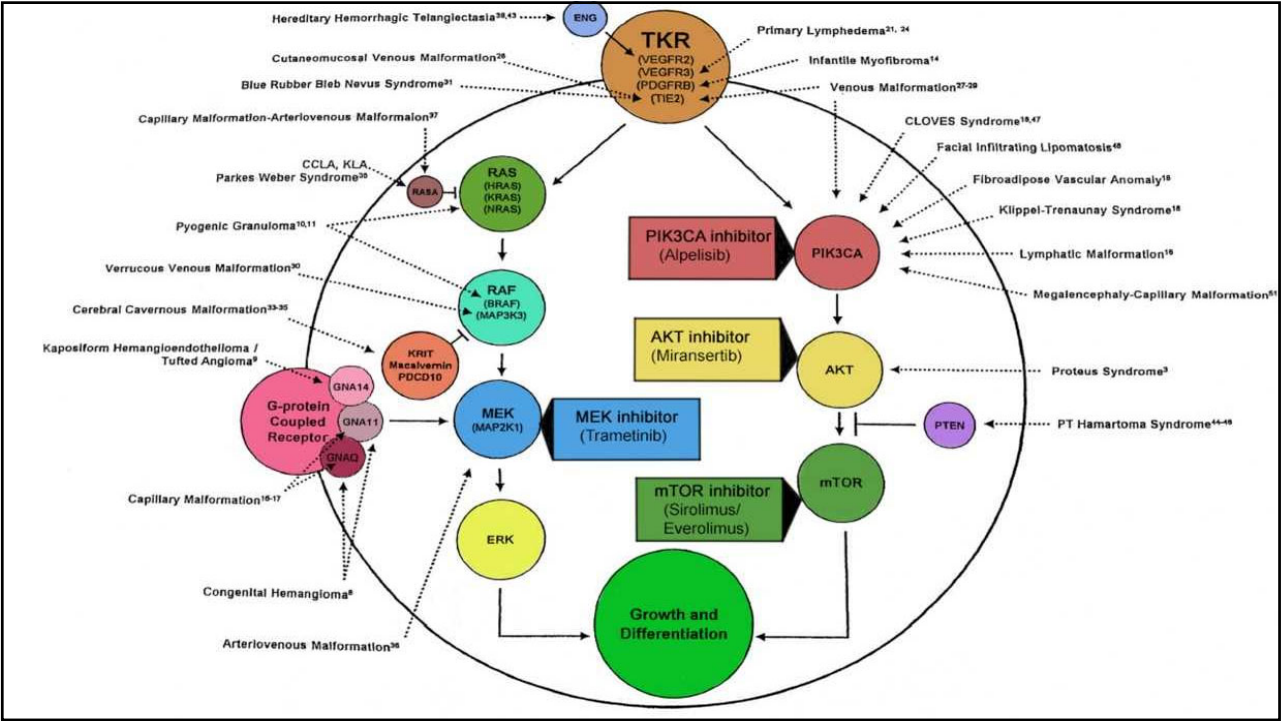 Hereditary Hemorrhagic Telangiectasia³⁹,⁴³
ENG
TKR
(VEGFR2)
(VEGFR3)
(PDGFRB)
(TIE2)
Primary Lymphedema²¹, ²⁴
Infantile Myofibroma¹⁴
Venous Malformation²⁷⁻²⁹
Cutaneomucosal Venous Malformation²⁶
Blue Rubber Bleb Nevus Syndrome³¹
Capillary Malformation-Arteriovenous Malformaion³⁷
CLOVES Syndrome¹⁸,⁴⁷
Facial Infiltrating Lipomatosis⁴⁸
Fibroadipose Vascular Anomaly¹⁸
Klippel-Trenaunay Syndrome¹⁸
Lymphatic Malformation¹⁸
Megalencephaly-Capillary Malformation⁵¹
CCLA, KLA
Parkes Weber Syndrome³⁸
RASA
RAS
(HRAS)
(KRAS)
(NRAS)
Pyogenic Granuloma¹⁰,¹¹
Verrucous Venous Malformation³⁰
RAF
(BRAF)
(MAP3K3)
Cerebral Cavernous Malformation³³⁻³⁵
KRIT
Macalvernin
PDCD10
Kaposiform Hemangioendothelioma /
Tufted Angioma⁹
G-protein
Coupled
Receptor
GNA14
GNA11
GNAQ
MEK
(MAP2K1)
MEK inhibitor
(Trametinib)
PIK3CA inhibitor
(Alpelisib)
PIK3CA
AKT inhibitor
(Miransertib)
AKT
Proteus Syndrome³
PTEN
PT Hamartoma Syndrome⁴⁴⁻⁴⁶
mTOR inhibitor
(Sirolimus/
Everolimus)
mTOR
Capillary Malformation¹⁶⁻¹⁷
ERK
Congenital Hemangioma⁸
Arteriovenous Malformation³⁶
Growth and
Differentiation